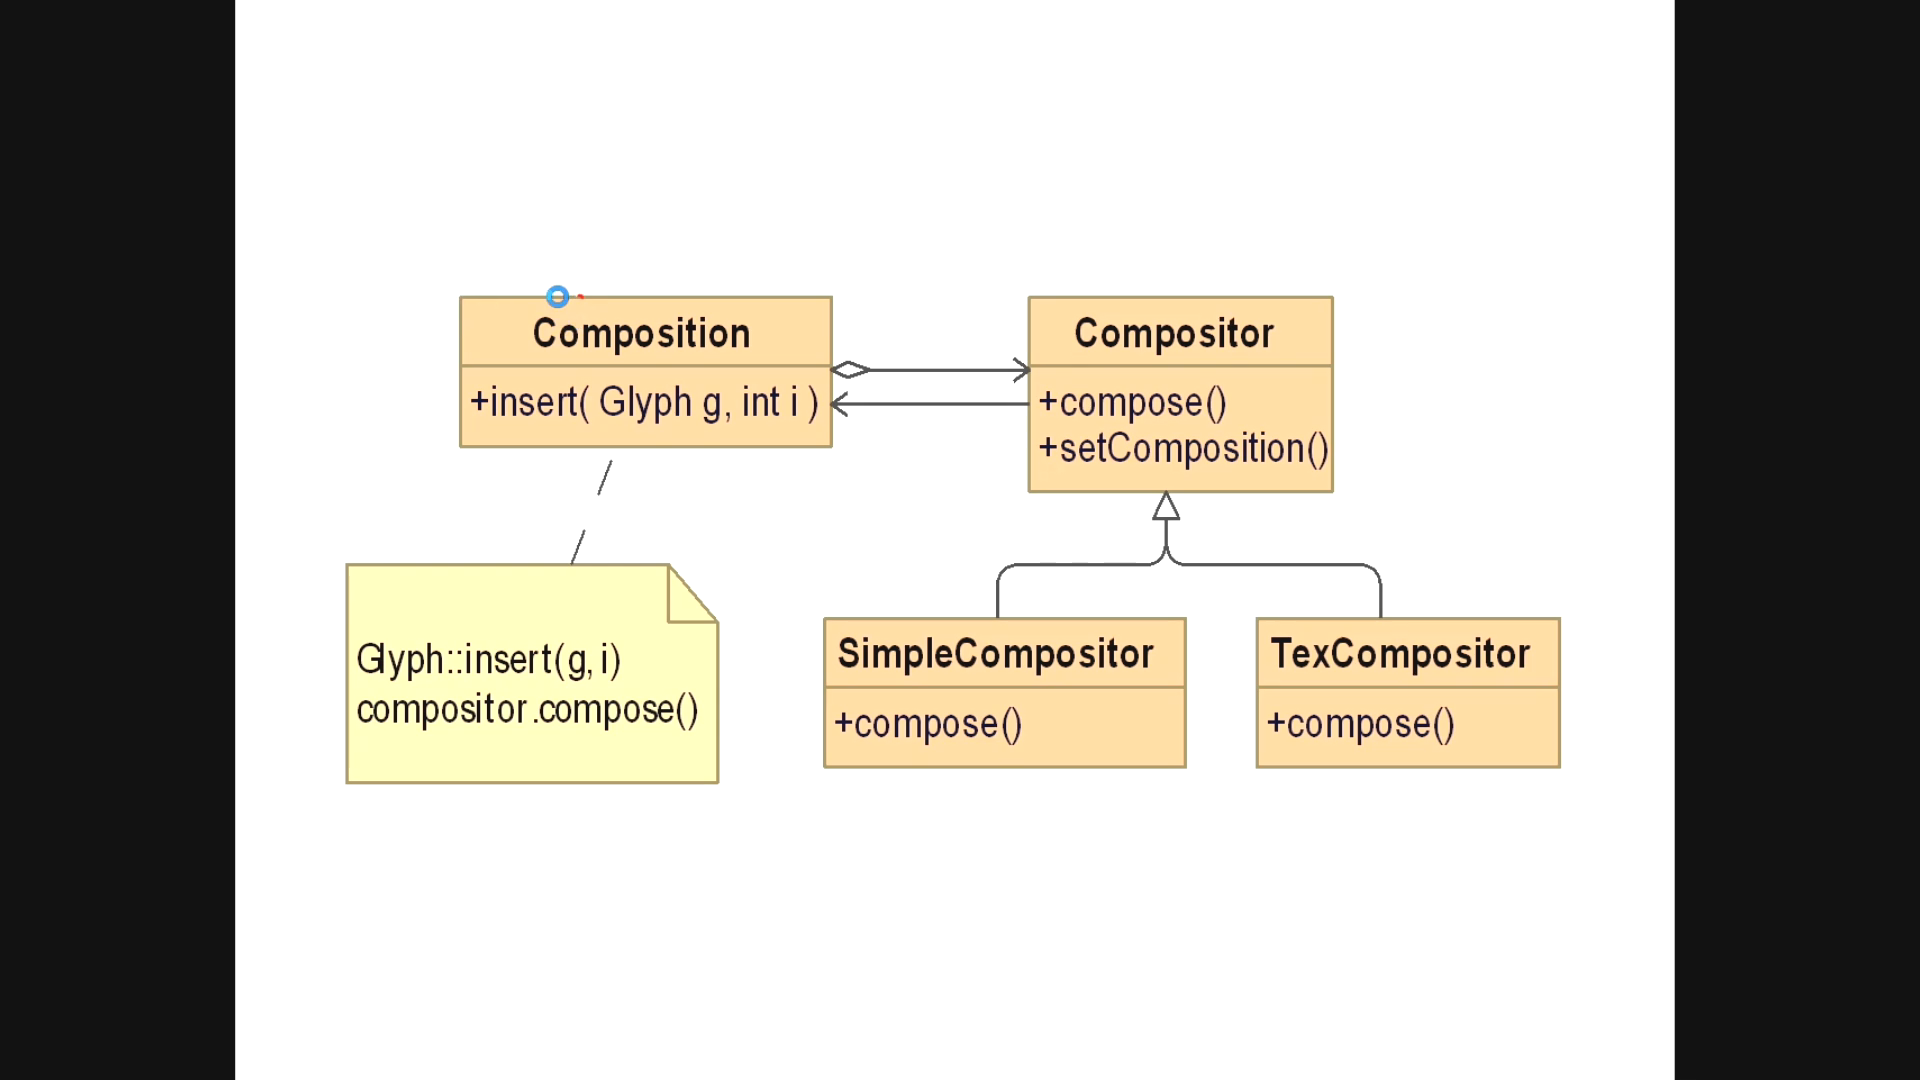 Composition
+insert( Glyph g, int i )
Compositor
+compose()
+setComposition()
Glyph::insert(g, i)
compositor.compose()
SimpleCompositor
+compose()
TexCompositor
+compose()